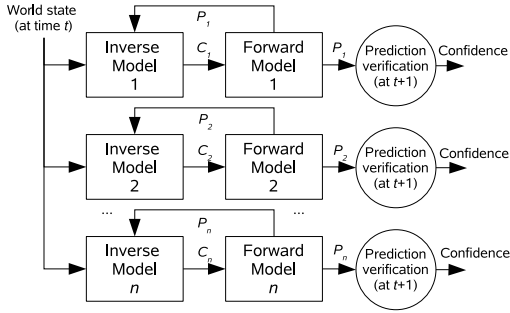 World state
(at time t)
P1
Inverse
Model
1
C1
Forward
Model
1
P1
Prediction
verification
(at t+1)
Confidence
P2
Inverse
Model
2
C2
Forward
Model
2
P2
Prediction
verification
(at t+1)
Confidence
...
...
Pn
Inverse
Model
n
Cn
Forward
Model
n
Pn
Prediction
verification
(at t+1)
Confidence